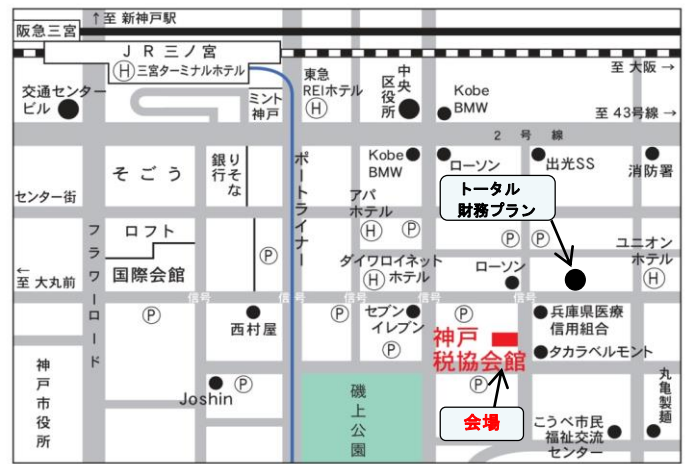 ↑至 新神戸駅
阪急三宮
JR三ノ宮
Ⓗ三宮ターミナルホテル
交通センター
ビル
ミント
神戸
東急
REIホテル
Ⓗ
中央
区役所
Kobe
BMW
至 大阪 →
至 43号線 →
2 号 線
そごう
りそな
銀行
ポートライナー
Kobe
BMW
ローソン
出光SS
消防署
センター街
アパ
ホテル
Ⓗ Ⓟ
トータル
財務プラン
フラワーロード
ロフト
国際会館
Ⓟ
ダイワロイネット
Ⓗ ホテル
Ⓟ Ⓟ
ローソン
ユニオン
ホテル
Ⓗ
←
至 大丸前
信号 信号 信号 信号 信号
Ⓟ
西村屋
Ⓟ
セブン
イレブン
Ⓟ
Ⓟ
神戸
税協会館
Ⓟ
兵庫県医療
信用組合
タカラベルモント
神戸市役所
Joshin
Ⓟ
磯上公園
会場
こうべ市民
福祉交流
センター
丸亀製麺